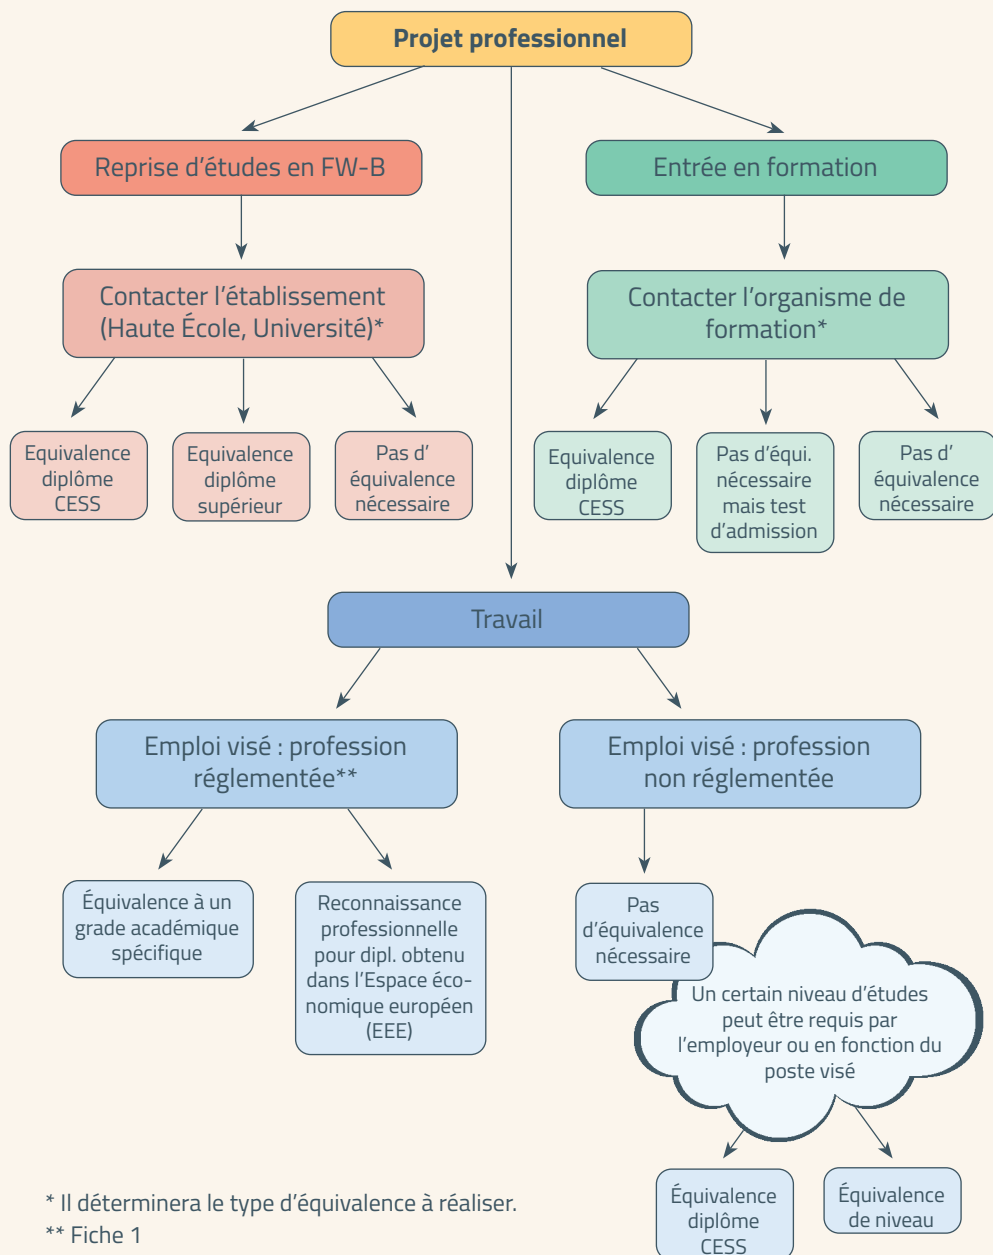 Projet professionnel
Reprise d'études en FW-B
Entrée en formation
Contacter l'établissement
(Haute École, Université)*
Contacter l'organisme de
formation*
Equivalence
diplôme
CESS
Equivalence
diplôme
supérieur
Pas d'
équivalence
nécessaire
Equivalence
diplôme
CESS
Pas d'équi.
nécessaire
mais test
d'admission
Pas d'
équivalence
nécessaire
Travail
Emploi visé : profession
réglementée**
Emploi visé : profession
non réglementée
Équivalence à un
grade académique
spécifique
Reconnaissance
professionnelle
pour dipl. obtenu
dans l'Espace éco-
nomique européen
(EEE)
Pas
d'équivalence
nécessaire
Un certain niveau d'études
peut être requis par
l'employeur ou en fonction du
poste visé
Équivalence
diplôme
CESS
Équivalence
de niveau
* Il déterminera le type d'équivalence à réaliser.
** Fiche 1